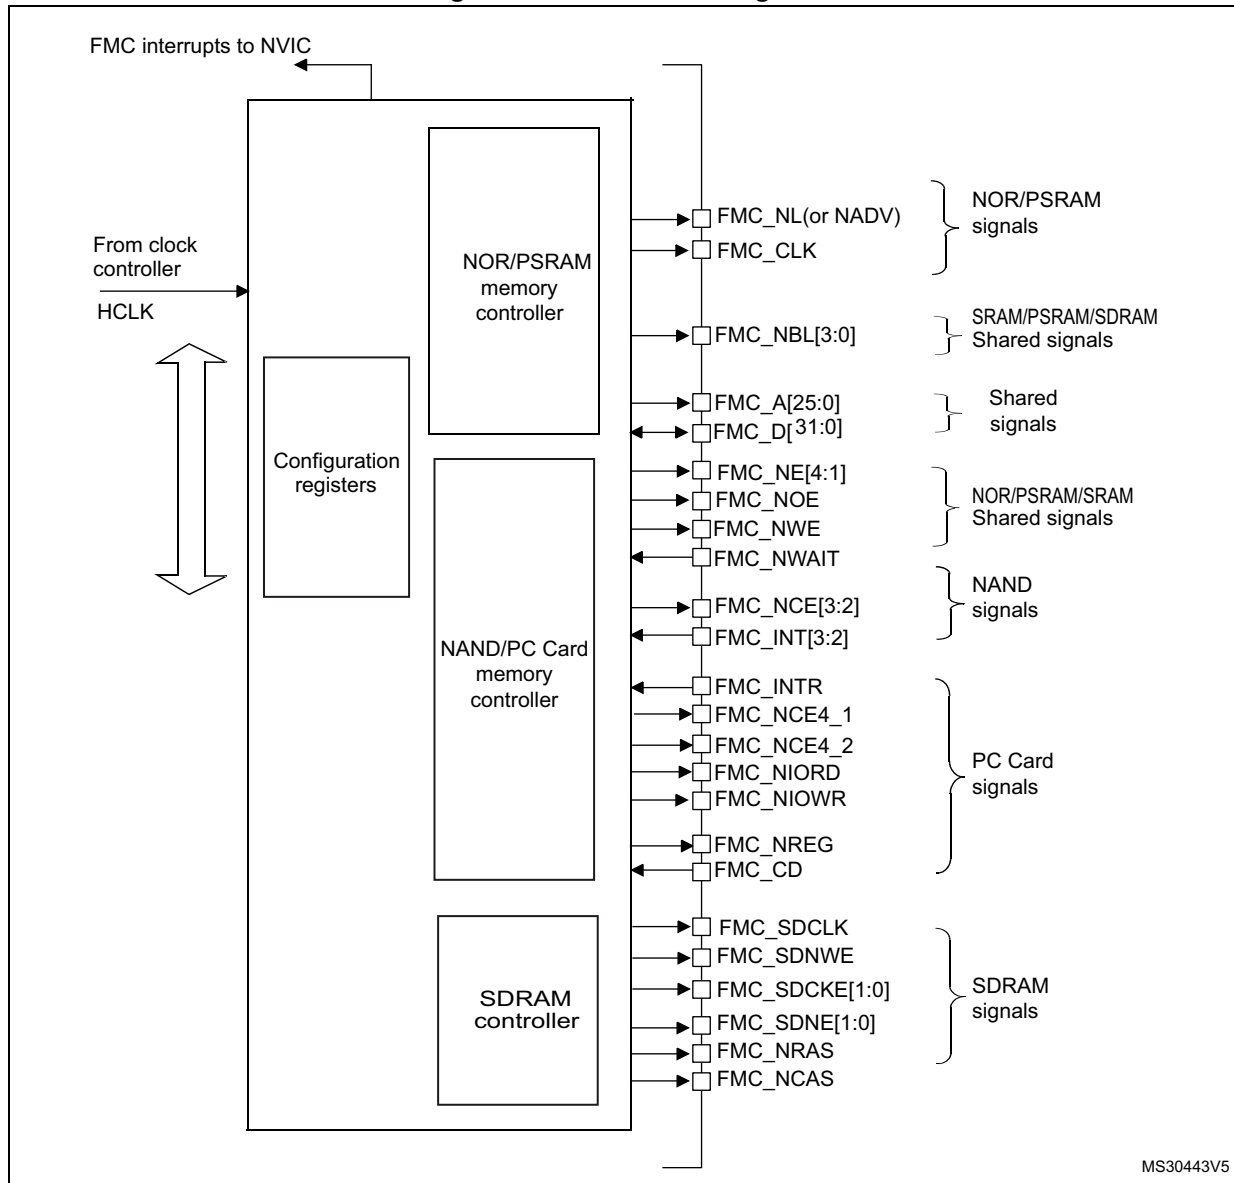 FMC interrupts to NVIC
From clock
controller
HCLK
Configuration
registers
NOR/PSRAM
memory
controller
NAND/PC Card
memory
controller
SDRAM
controller
FMC_NL(or NADV)
FMC_CLK
NOR/PSRAM
signals
FMC_NBL[3:0]
SRAM/PSRAM/SDRAM
Shared signals
FMC_A[25:0]
FMC_D[31:0]
Shared
signals
FMC_NE[4:1]
FMC_NOE
FMC_NWE
FMC_NWAIT
NOR/PSRAM/SRAM
Shared signals
FMC_NCE[3:2]
FMC_INT[3:2]
NAND
signals
FMC_INTR
FMC_NCE4_1
FMC_NCE4_2
FMC_NIORD
FMC_NIOWR
FMC_NREG
FMC_CD
PC Card
signals
FMC_SDCLK
FMC_SDNWE
FMC_SDCKE[1:0]
FMC_SDNE[1:0]
FMC_NRAS
FMC_NCAS
SDRAM
signals
MS30443V5